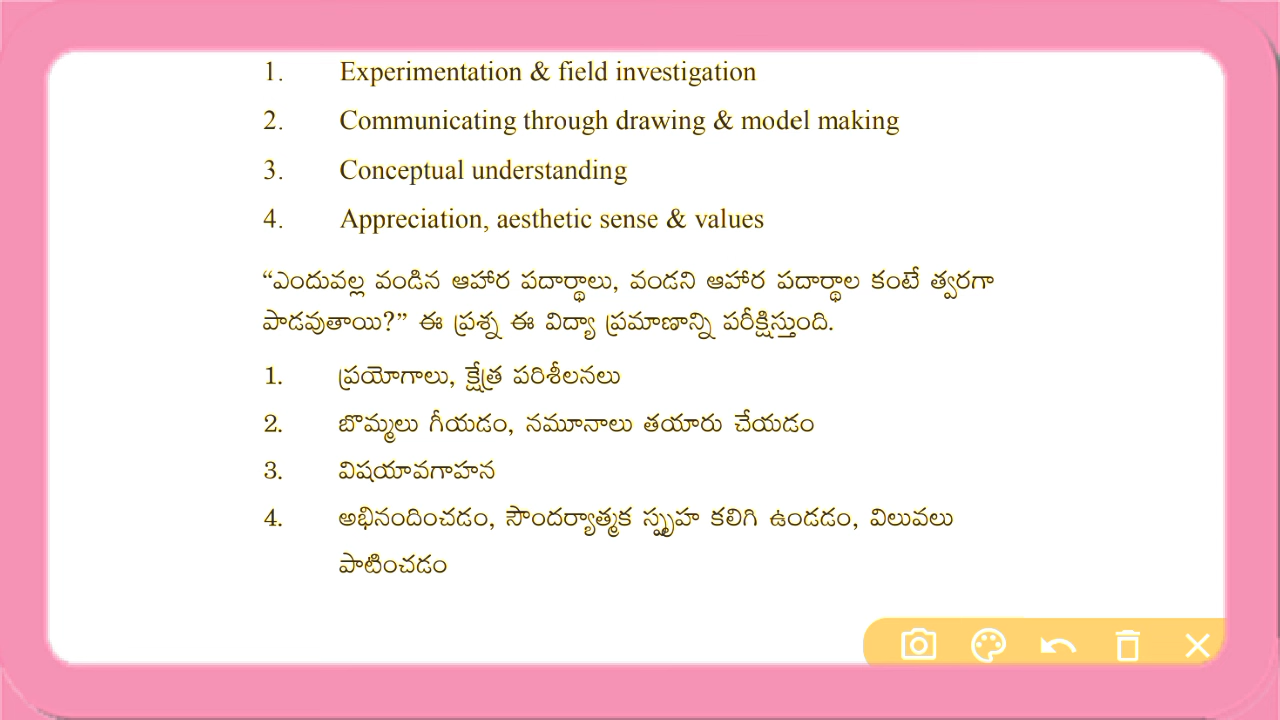 1. Experimentation & field investigation
2. Communicating through drawing & model making
3. Conceptual understanding
4. Appreciation, aesthetic sense & values
“ఎందువల్ల వండిన ఆహార పదార్థాలు, వండని ఆహార పదార్థాల కంటే త్వరగా
పాడవుతాయి?” ఈ ప్రశ్న ఈ విద్యా ప్రమాణాన్ని పరీక్షిస్తుంది.
1. ప్రయోగాలు, క్షేత్ర పరిశీలనలు
2. బొమ్మలు గీయడం, నమూనాలు తయారు చేయడం
3. విషయావగాహన
4. అభినందించడం, సౌందర్యాత్మక స్పృహ కలిగి ఉండడం, విలువలు
పాటించడం